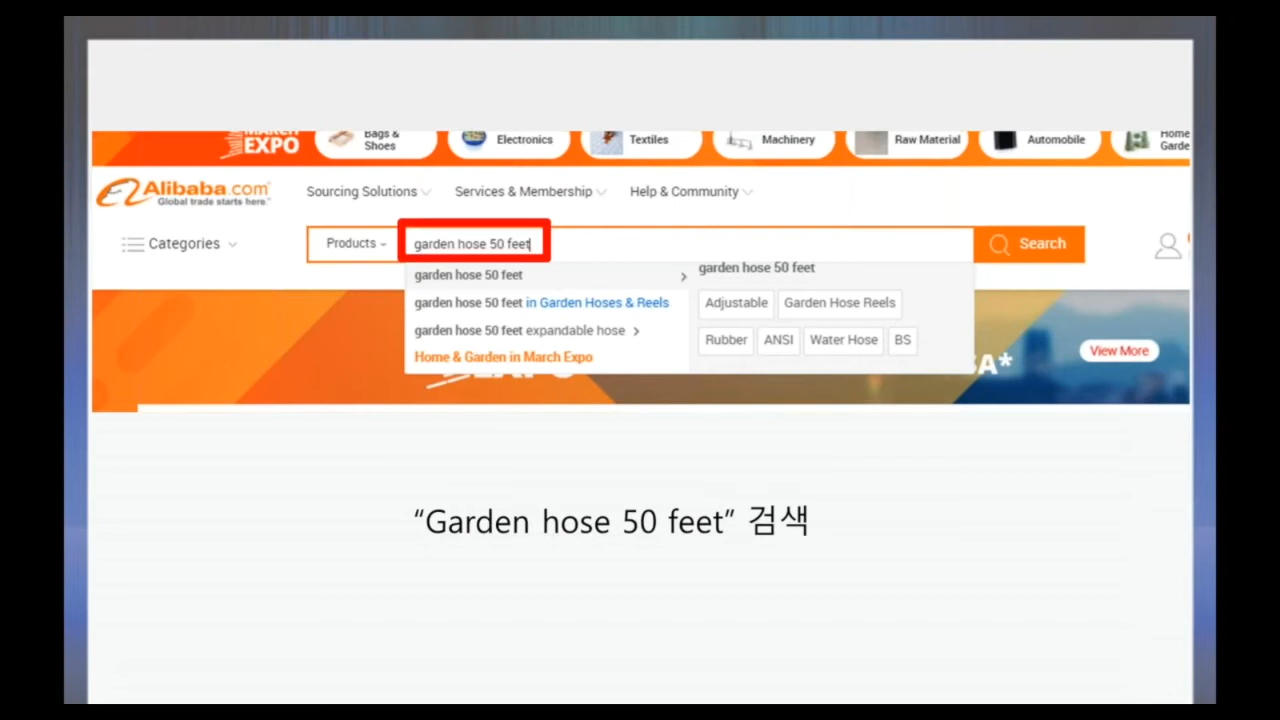 MARCH
EXPO
Bags &
Shoes
Electronics
Textiles
Machinery
Raw Material
Automobile
Home
Garde
Alibaba.com
Global trade starts here.
Sourcing Solutions
Services & Membership
Help & Community
Categories
Products
garden hose 50 feet
Search
garden hose 50 feet
garden hose 50 feet in Garden Hoses & Reels
garden hose 50 feet expandable hose
Home & Garden in March Expo
garden hose 50 feet
Adjustable
Garden Hose Reels
Rubber
ANSI
Water Hose
BS
View More
“Garden hose 50 feet” 검색